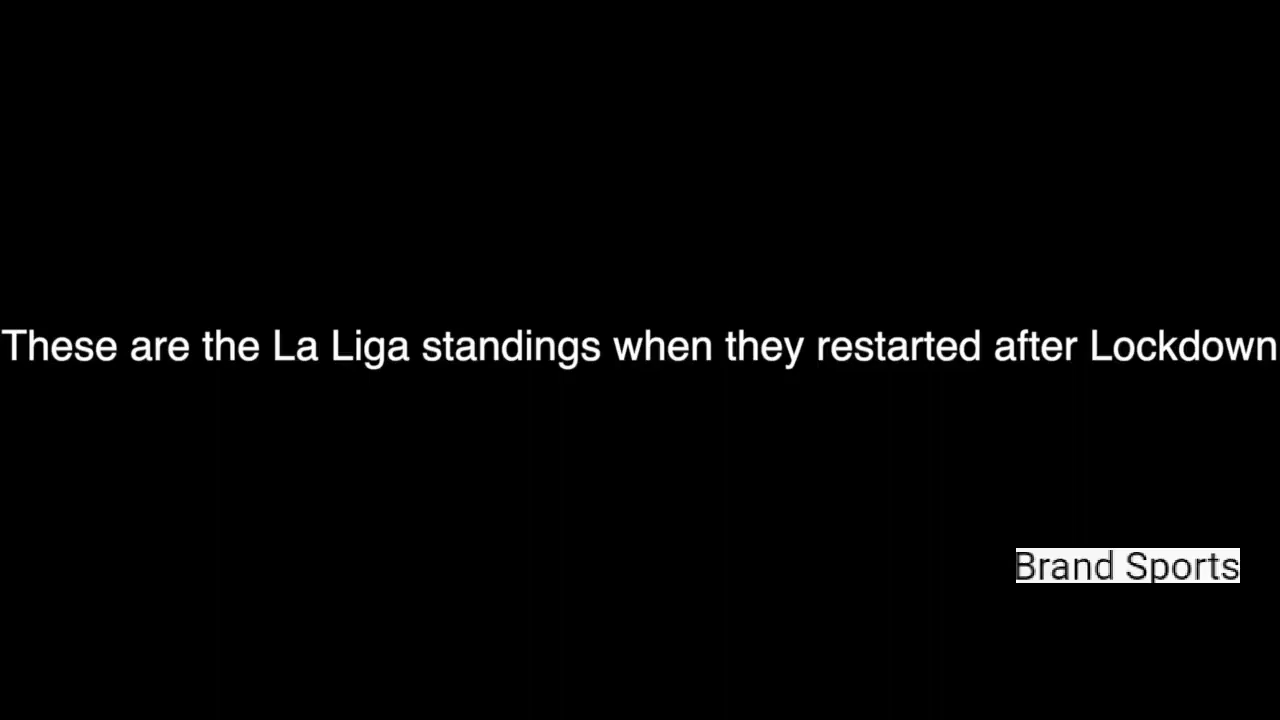 These are the La Liga standings when they restarted after Lockdown
Brand Sports